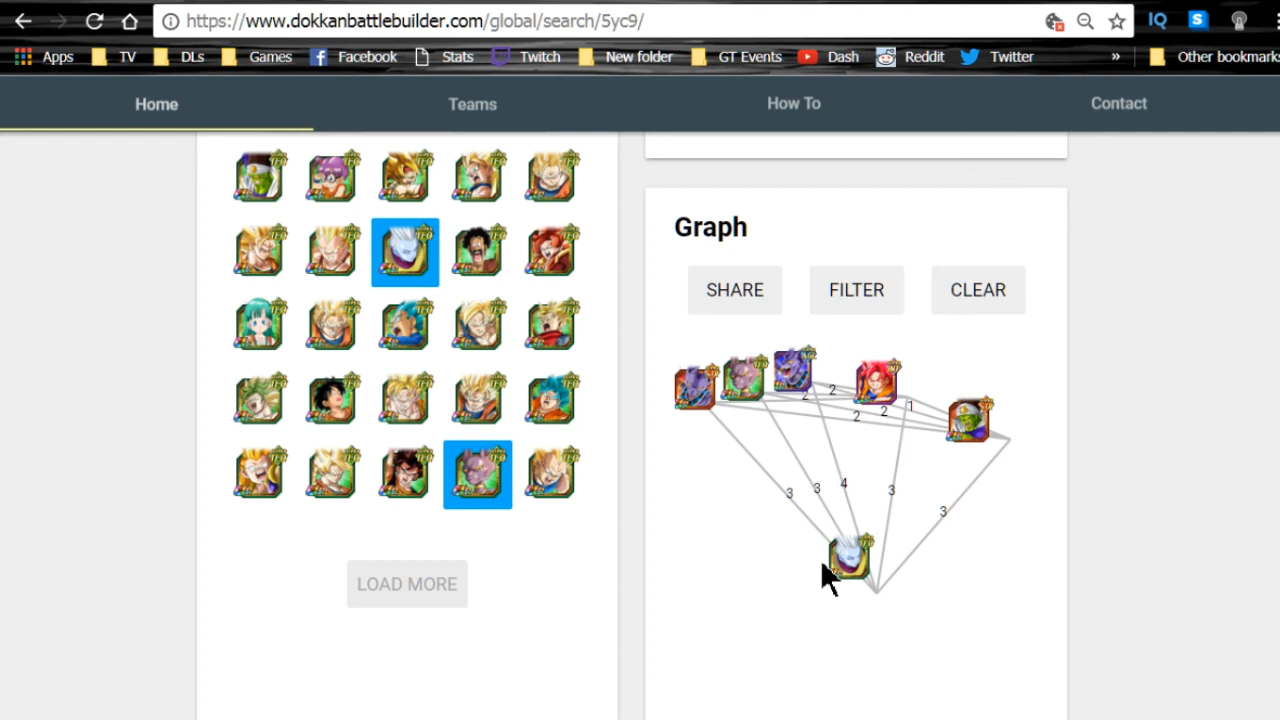 https://www.dokkanbattlebuilder.com/global/search/5yc9/
IQ S
Apps TV DLs Games Facebook Stats Twitch New folder GT Events Dash Reddit Twitter » Other bookmarks
Home Teams How To Contact
Graph
SHARE FILTER CLEAR
2 2 2 2 1
3 3 4 3 3
LOAD MORE